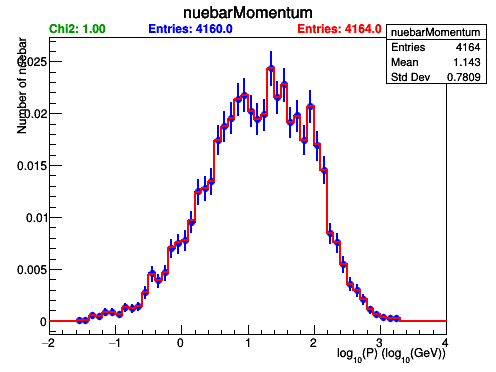 nuebarMomentum
Chi2: 1.00 Entries: 4160.0 Entries: 4164.0
nuebarMomentum
Entries 4164
Mean 1.143
Std Dev 0.7809
Number of nuebar
0.025
0.02
0.015
0.01
0.005
0
−2 −1 0 1 2 3 4
log10(P) (log10(GeV))